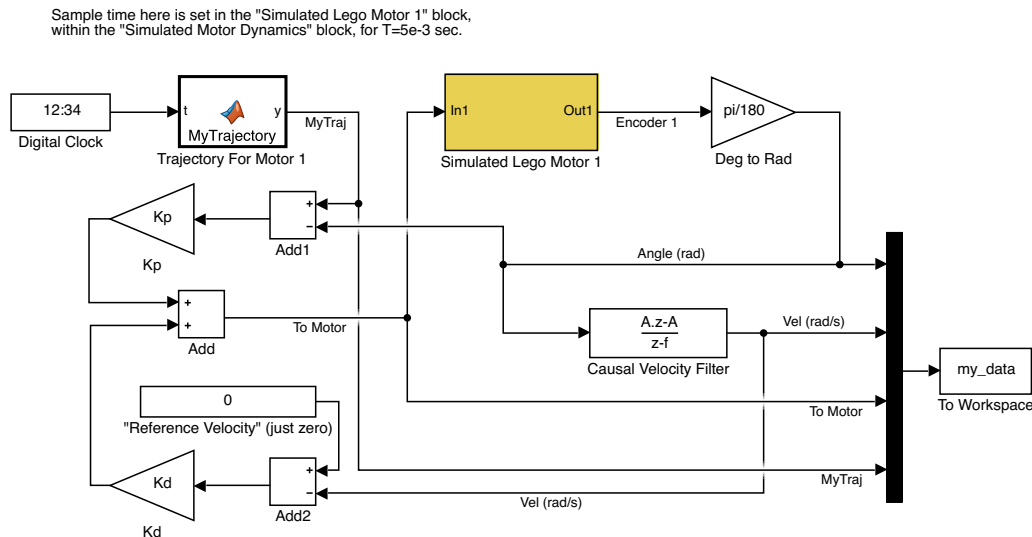 Sample time here is set in the "Simulated Lego Motor 1" block,
within the "Simulated Motor Dynamics" block, for T=5e-3 sec.
12:34
Digital Clock
t
y
MyTrajectory
Trajectory For Motor 1
MyTraj
In1
Out1
Simulated Lego Motor 1
Encoder 1
pi/180
Deg to Rad
Kp
Kp
+
−
Add1
Angle (rad)
+
+
Add
To Motor
A.z-A
z-f
Causal Velocity Filter
Vel (rad/s)
my_data
To Workspace
0
"Reference Velocity" (just zero)
To Motor
Kd
Kd
+
−
Add2
MyTraj
Vel (rad/s)